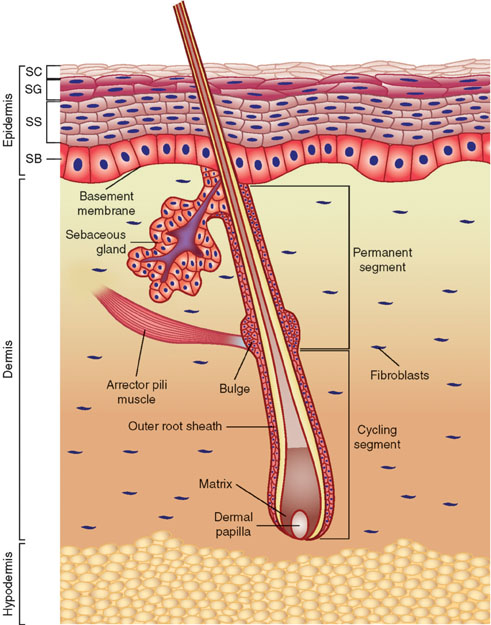 Epidermis
SC
SG
SS
SB
Basement
membrane
Sebaceous
gland
Permanent
segment
Dermis
Arrector pili
muscle
Bulge
Fibroblasts
Outer root sheath
Cycling
segment
Matrix
Dermal
papilla
Hypodermis